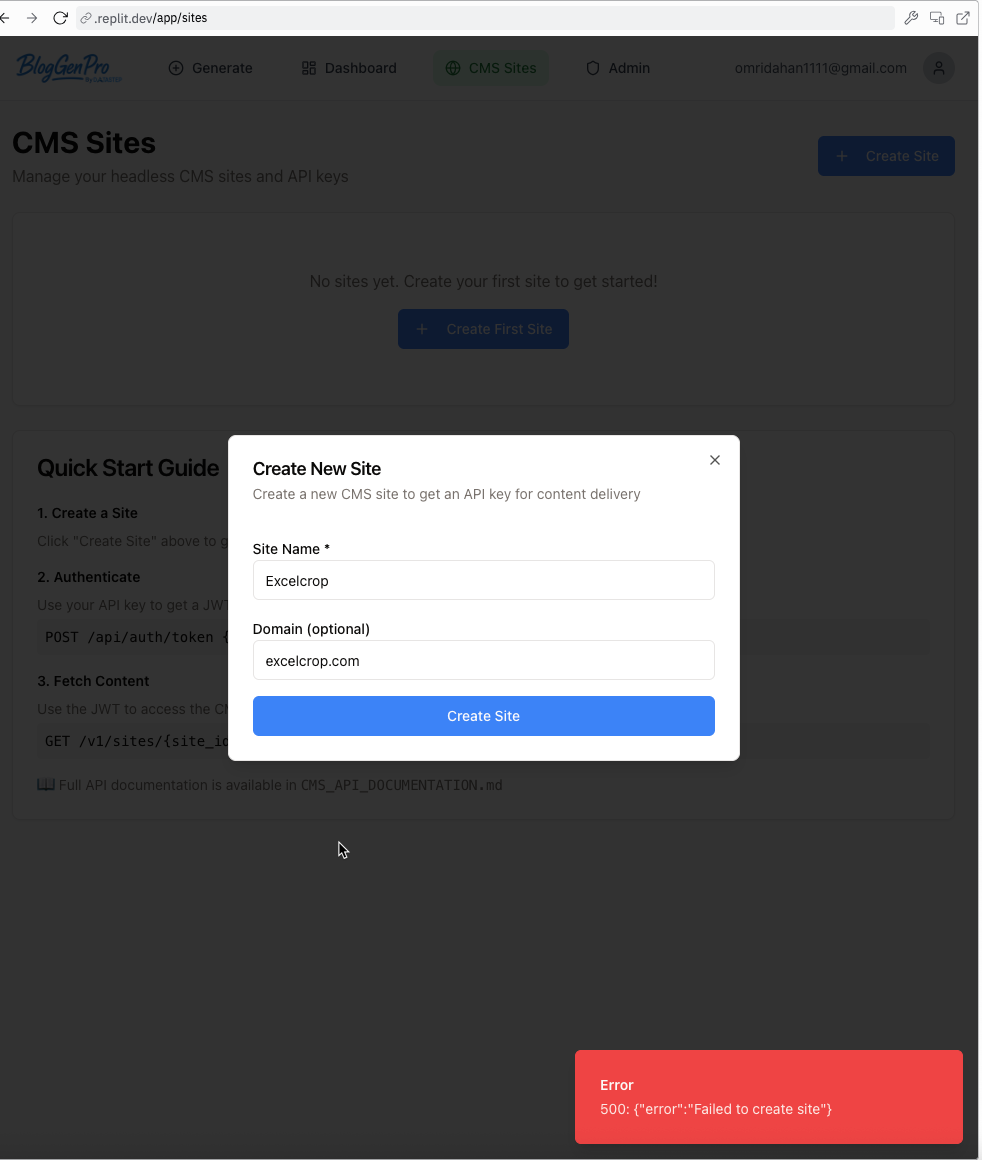 .replit.dev/app/sites
BlogGenPro
Generate
Dashboard
CMS Sites
Admin
omridahan1111@gmail.com
CMS Sites
Manage your headless CMS sites and API keys
Create Site
No sites yet. Create your first site to get started!
Create First Site
Quick Start Guide
1. Create a Site
Click "Create Site" above to g
2. Authenticate
Use your API key to get a JWT
POST /api/auth/token {
3. Fetch Content
Use the JWT to access the CM
GET /v1/sites/{site_id
Full API documentation is available in CMS_API_DOCUMENTATION.md
Create New Site
Create a new CMS site to get an API key for content delivery
Site Name *
Excelcrop
Domain (optional)
excelcrop.com
Create Site
Error
500: {"error":"Failed to create site"}